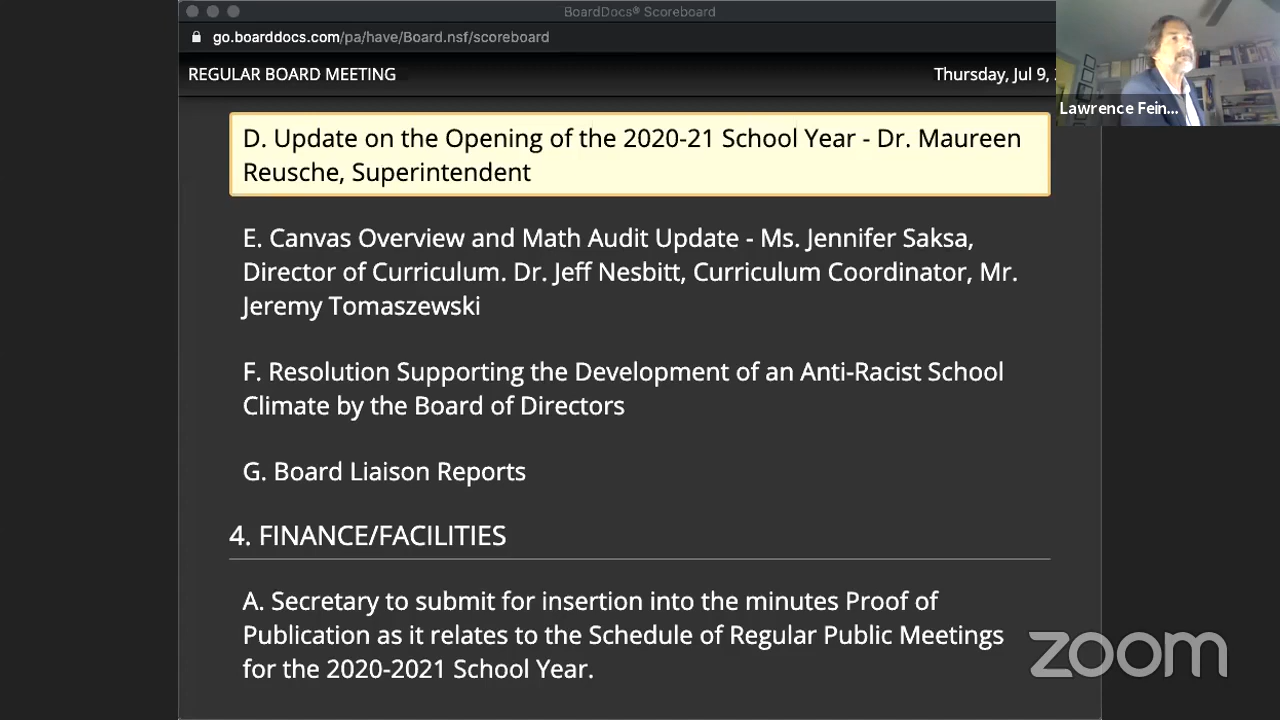 BoardDocs® Scoreboard
go.boarddocs.com/pa/have/Board.nsf/scoreboard
REGULAR BOARD MEETING
Thursday, Jul 9,
Lawrence Fein...
D. Update on the Opening of the 2020-21 School Year - Dr. Maureen
Reusche, Superintendent
E. Canvas Overview and Math Audit Update - Ms. Jennifer Saksa,
Director of Curriculum. Dr. Jeff Nesbitt, Curriculum Coordinator, Mr.
Jeremy Tomaszewski
F. Resolution Supporting the Development of an Anti-Racist School
Climate by the Board of Directors
G. Board Liaison Reports
4. FINANCE/FACILITIES
A. Secretary to submit for insertion into the minutes Proof of
Publication as it relates to the Schedule of Regular Public Meetings
for the 2020-2021 School Year.
zoom